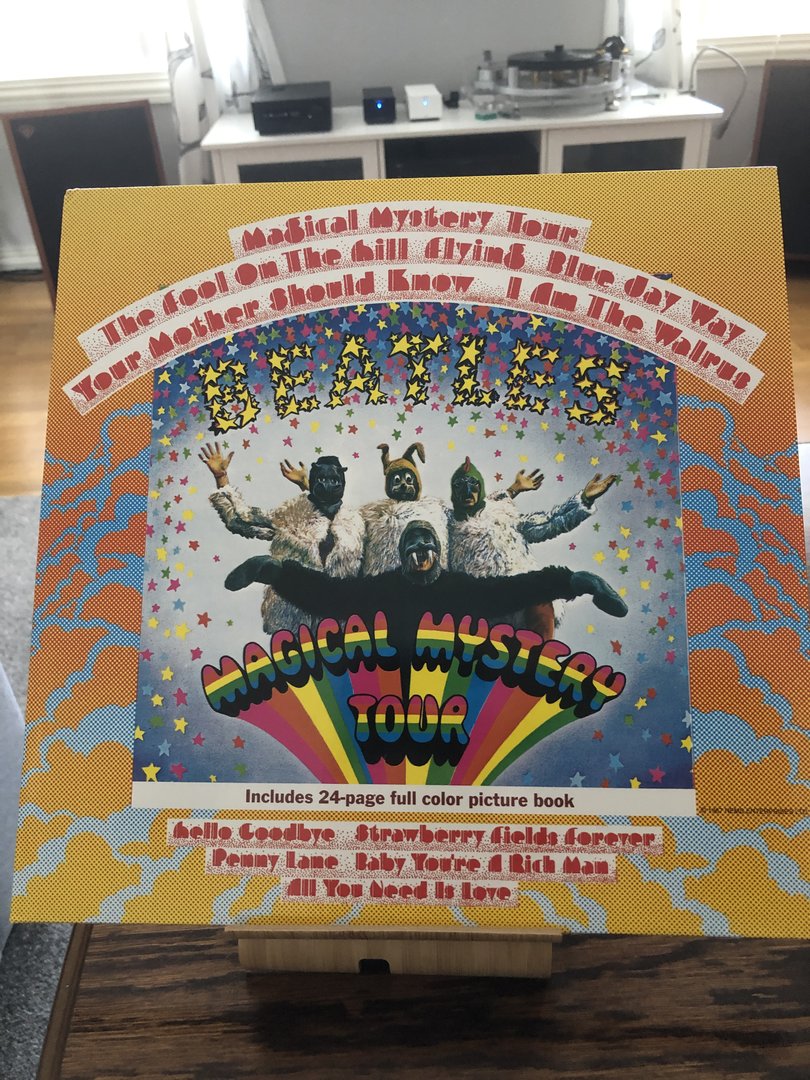 Magical Mystery Tour
The Fool On The Hill Flying Blue Jay Way
Your Mother Should Know I Am The Walrus
BEATLES
MAGICAL MYSTERY
TOUR
Includes 24-page full color picture book
Hello Goodbye Strawberry Fields Forever
Penny Lane Baby You're A Rich Man
All You Need Is Love